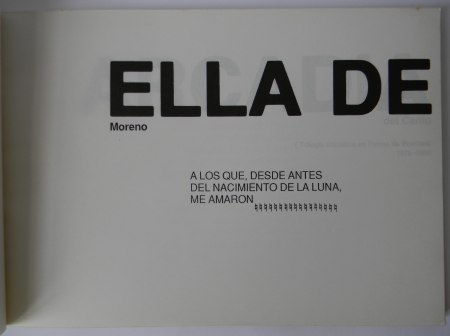 ELLA DE
Moreno
A LOS QUE, DESDE ANTES
DEL NACIMIENTO DE LA LUNA,
ME AMARON